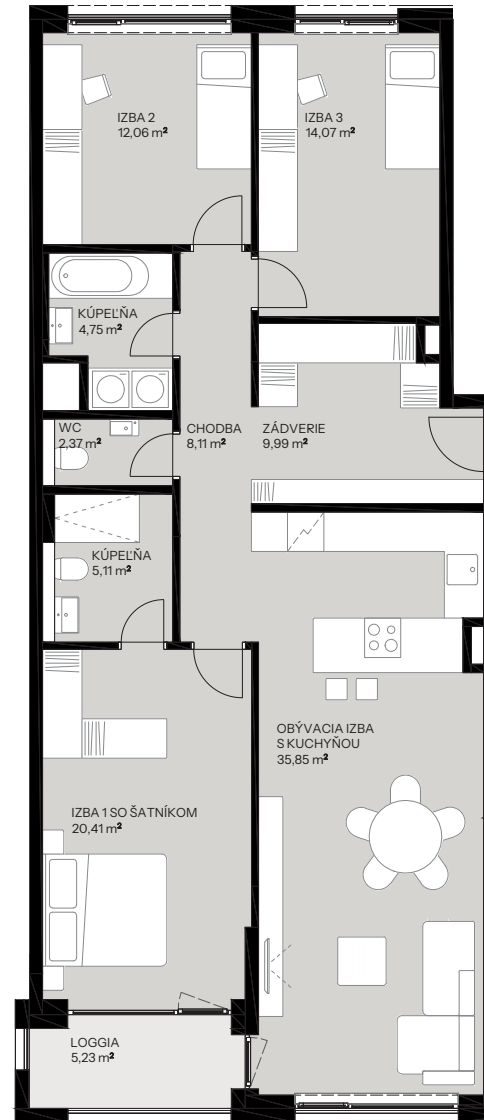 IZBA 2
12,06 m²
IZBA 3
14,07 m²
KÚPEĽŇA
4,75 m²
WC
2,37 m²
CHODBA
8,11 m²
ZÁDVERIE
9,99 m²
KÚPEĽŇA
5,11 m²
OBÝVACIA IZBA
S KUCHYŇOU
35,85 m²
IZBA 1 SO ŠATNÍKOM
20,41 m²
LOGGIA
5,23 m²